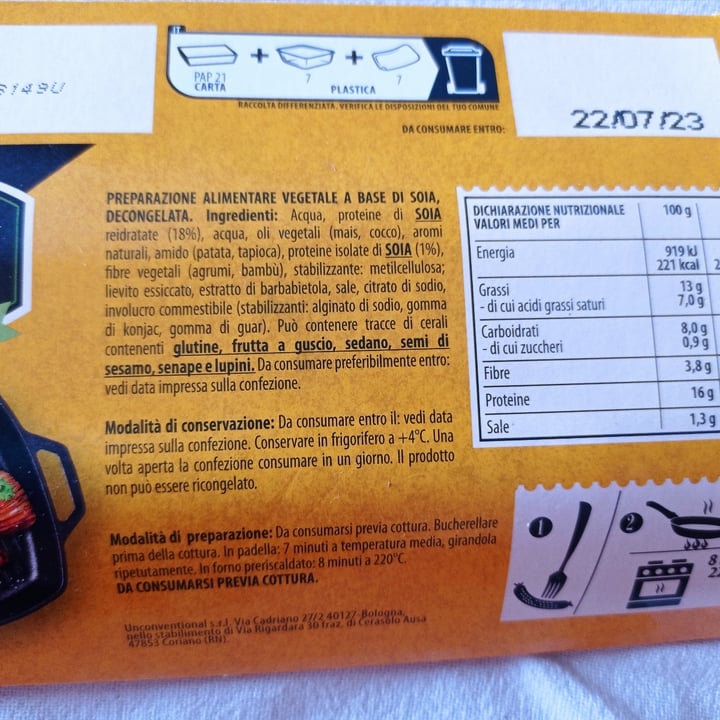 IT
PAP 21
CARTA
7
7
PLASTICA
RACCOLTA DIFFERENZIATA. VERIFICA LE DISPOSIZIONI DEL TUO COMUNE
DA CONSUMARE ENTRO:
22/07/23
PREPARAZIONE ALIMENTARE VEGETALE A BASE DI SOIA,
DECONGELATA. Ingredienti: Acqua, proteine di SOIA
reidratate (18%), acqua, oli vegetali (mais, cocco), aromi
naturali, amido (patata, tapioca), proteine isolate di SOIA (1%),
fibre vegetali (agrumi, bambù), stabilizzante: metilcellulosa;
lievito essiccato, estratto di barbabietola, sale, citrato di sodio,
involucro commestibile (stabilizzanti: alginato di sodio, gomma
di konjac, gomma di guar). Può contenere tracce di cerali
contenenti glutine, frutta a guscio, sedano, semi di
sesamo, senape e lupini. Da consumare preferibilmente entro:
vedi data impressa sulla confezione.
Modalità di conservazione: Da consumare entro il: vedi data
impressa sulla confezione. Conservare in frigorifero a +4°C. Una
volta aperta la confezione consumare in un giorno. Il prodotto
non può essere ricongelato.
Modalità di preparazione: Da consumarsi previa cottura. Bucherellare
prima della cottura. In padella: 7 minuti a temperatura media, girandola
ripetutamente. In forno preriscaldato: 8 minuti a 220°C.
DA CONSUMARSI PREVIA COTTURA.
Unconventional s.r.l. Via Cadriano 27/2 40127-Bologna,
nello stabilimento di Via Rigardara 30 fraz. di Cerasolo Ausa
47853 Coriano (RN).
DICHIARAZIONE NUTRIZIONALE 100 g
VALORI MEDI PER
Energia 919 kJ
221 kcal
Grassi 13 g
- di cui acidi grassi saturi 7,0 g
Carboidrati 8,0 g
- di cui zuccheri 0,9 g
Fibre 3,8 g
Proteine 16 g
Sale 1,3 g
1
2